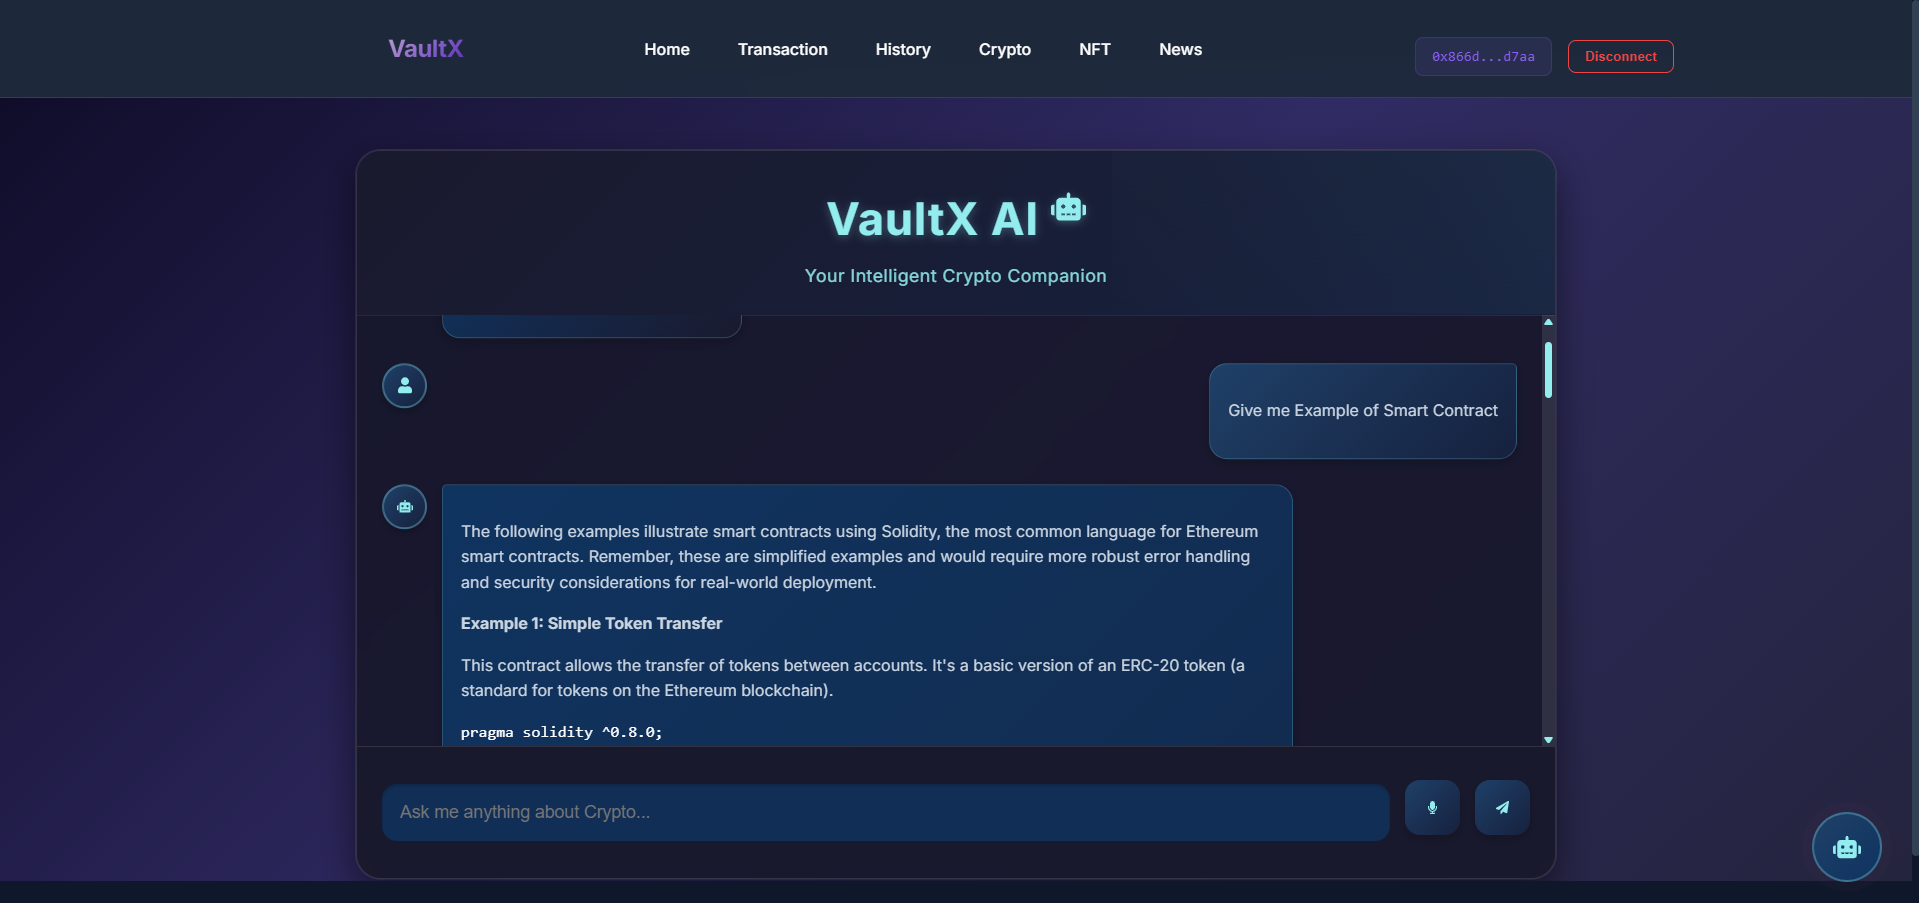 VaultX
Home
Transaction
History
Crypto
NFT
News
0x866d...d7aa
Disconnect
VaultX AI
Your Intelligent Crypto Companion
Give me Example of Smart Contract
The following examples illustrate smart contracts using Solidity, the most common language for Ethereum
smart contracts. Remember, these are simplified examples and would require more robust error handling
and security considerations for real-world deployment.
Example 1: Simple Token Transfer
This contract allows the transfer of tokens between accounts. It's a basic version of an ERC-20 token (a
standard for tokens on the Ethereum blockchain).
pragma solidity ^0.8.0;
Ask me anything about Crypto...